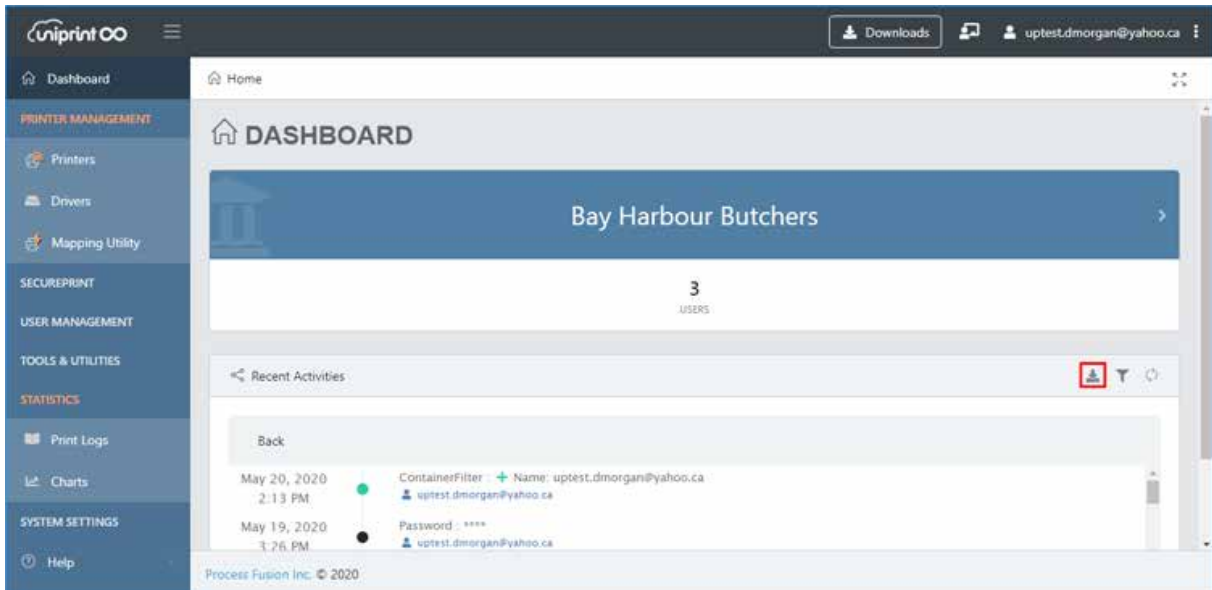 uniprint
Downloads
uptest.dmorgan@yahoo.ca
Dashboard
Home
PRINTER MANAGEMENT
DASHBOARD
Printers
Drivers
Bay Harbour Butchers
Mapping Utility
SECUREPRINT
3
USERS
USER MANAGEMENT
TOOLS & UTILITIES
Recent Activities
STATISTICS
Print Logs
Back
Charts
May 20, 2020
ContainerFilter : + Name: uptest.dmorgan@yahoo.ca
2:13 PM
uptest.dmorgan@yahoo.ca
SYSTEM SETTINGS
May 19, 2020
Password : ****
3:26 PM
uptest.dmorgan@yahoo.ca
Help
Process Fusion Inc. © 2020